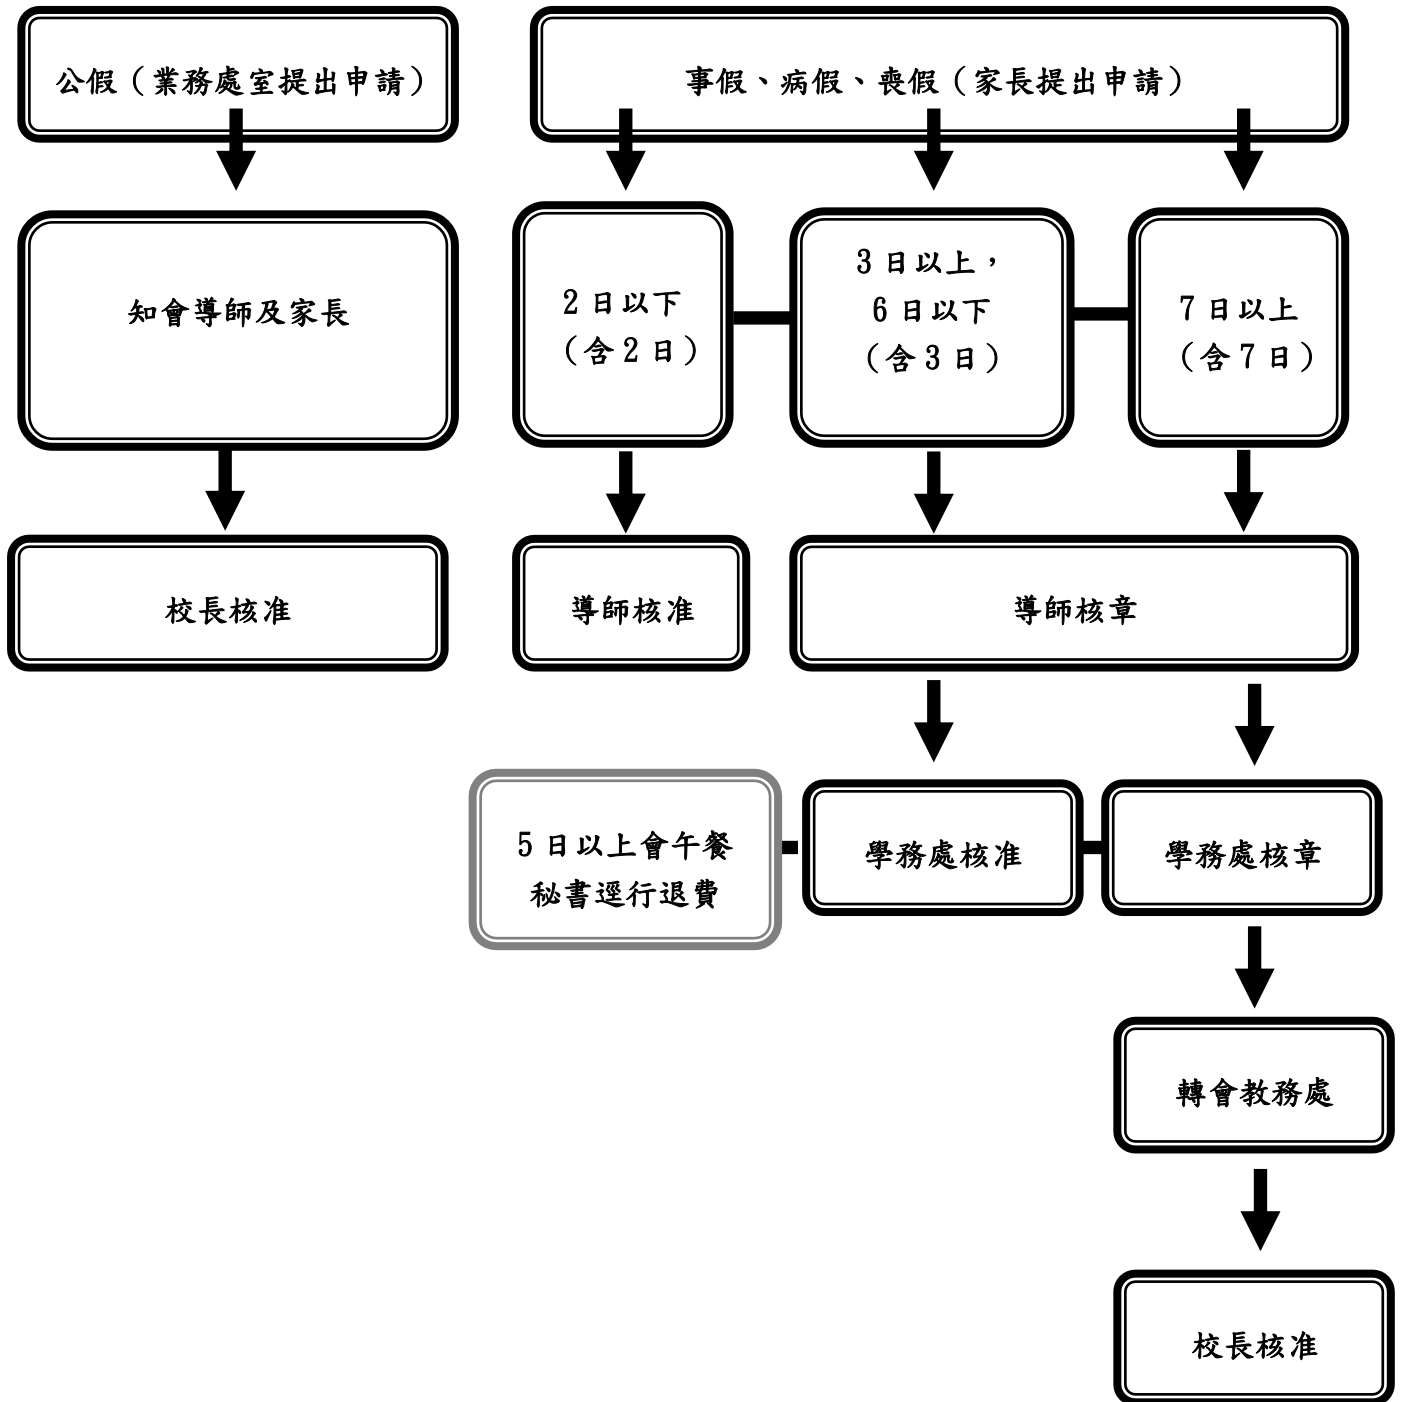 公假（業務處室提出申請）
事假、病假、喪假（家長提出申請）
知會導師及家長
2 日以下
（含 2 日）
3 日以上，
6 日以下
（含 3 日）
7 日以上
（含 7 日）
校長核准
導師核准
導師核章
5 日以上會午餐
秘書逕行退費
學務處核准
學務處核章
轉會教務處
校長核准